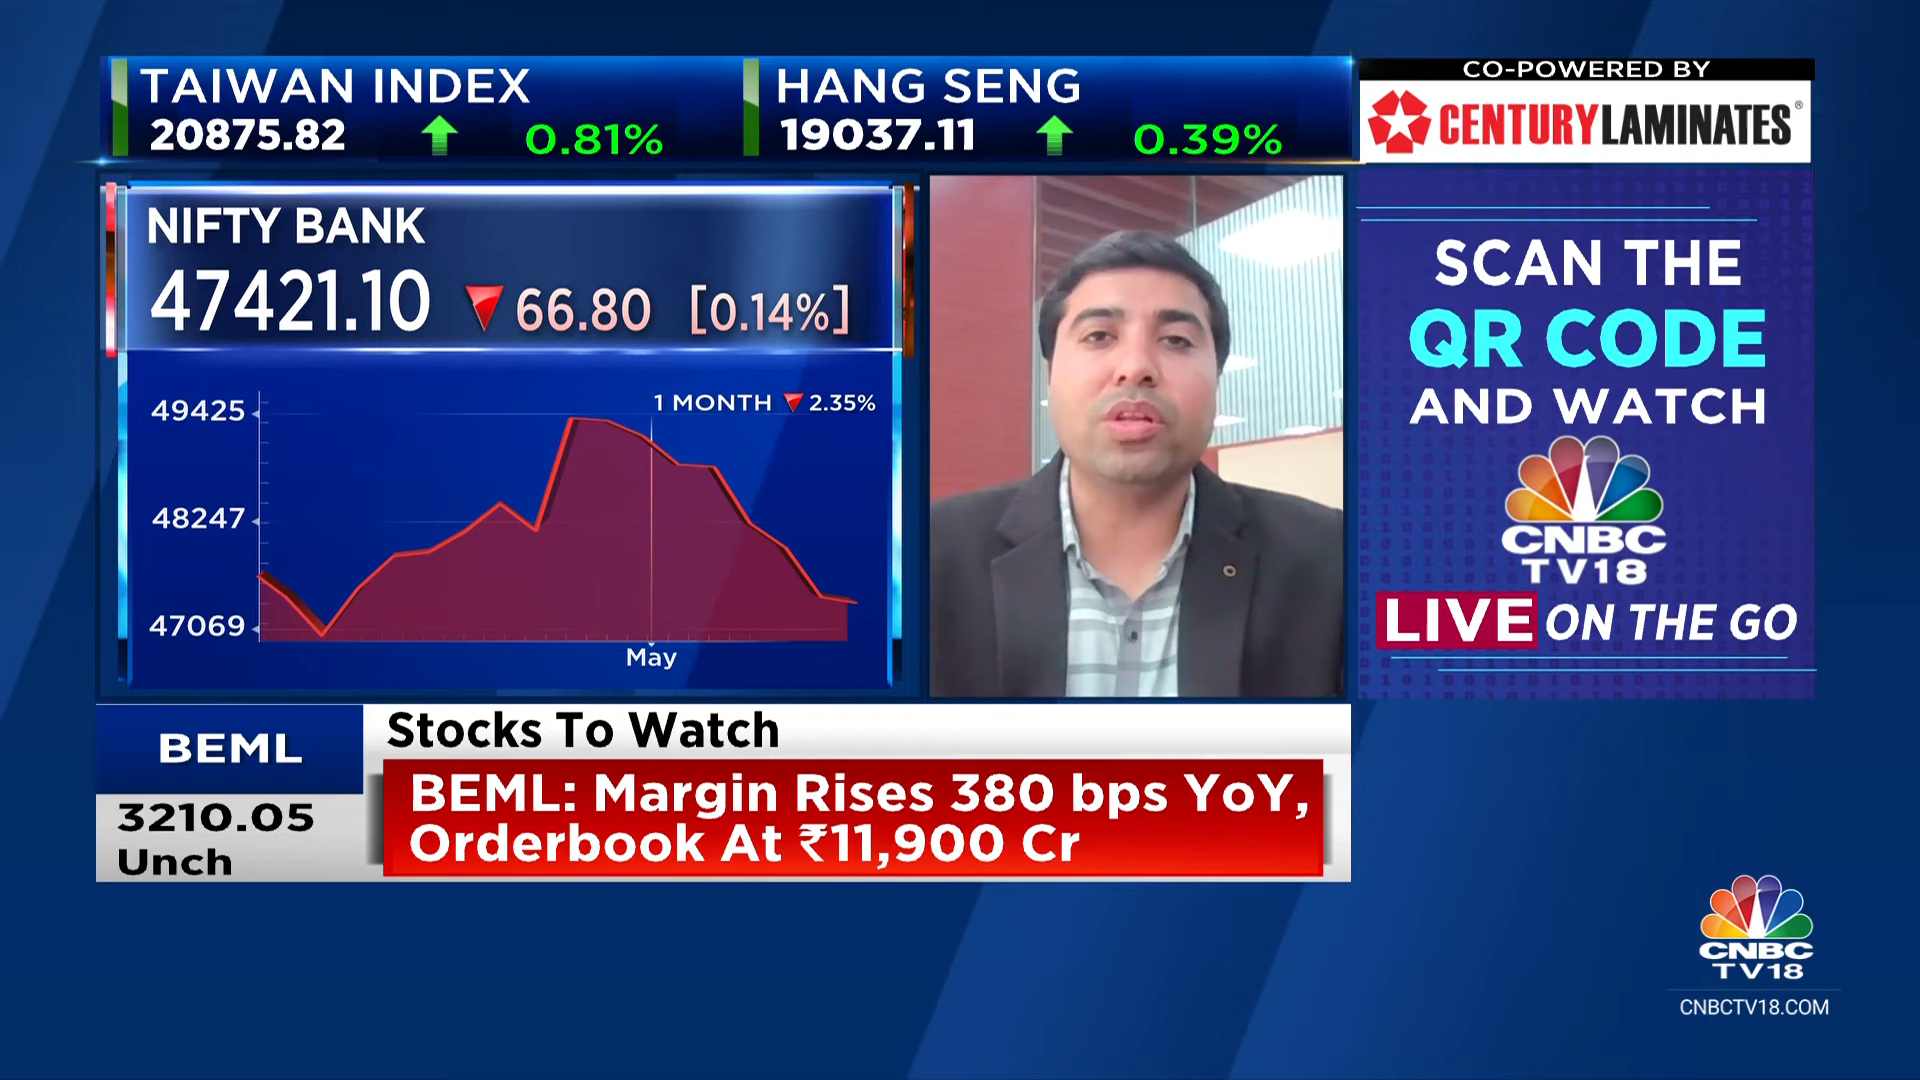 TAIWAN INDEX
20875.82 0.81%
HANG SENG
19037.11 0.39%
CO-POWERED BY
CENTURYLAMINATES®
NIFTY BANK
47421.10 66.80 [0.14%]
1 MONTH 2.35%
49425
48247
47069
May
SCAN THE
QR CODE
AND WATCH
CNBC
TV18
LIVE ON THE GO
BEML
3210.05
Unch
Stocks To Watch
BEML: Margin Rises 380 bps YoY,
Orderbook At ₹11,900 Cr
CNBC
TV18
CNBCTV18.COM